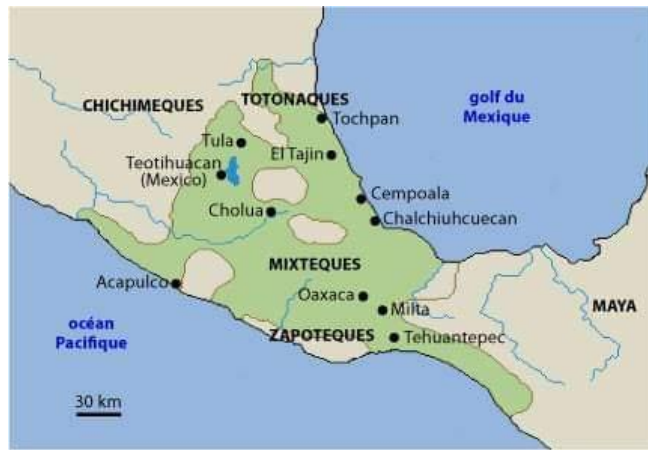 CHICHIMEQUES
TOTONAQUES
golf du
Mexique
Tochpan
Tula
El Tajin
Teotihuacan
(Mexico)
Cempoala
Cholua
Chalchiuhcuecan
MIXTEQUES
Acapulco
Oaxaca
Milta
MAYA
océan
Pacifique
ZAPOTEQUES
Tehuantepec
30 km